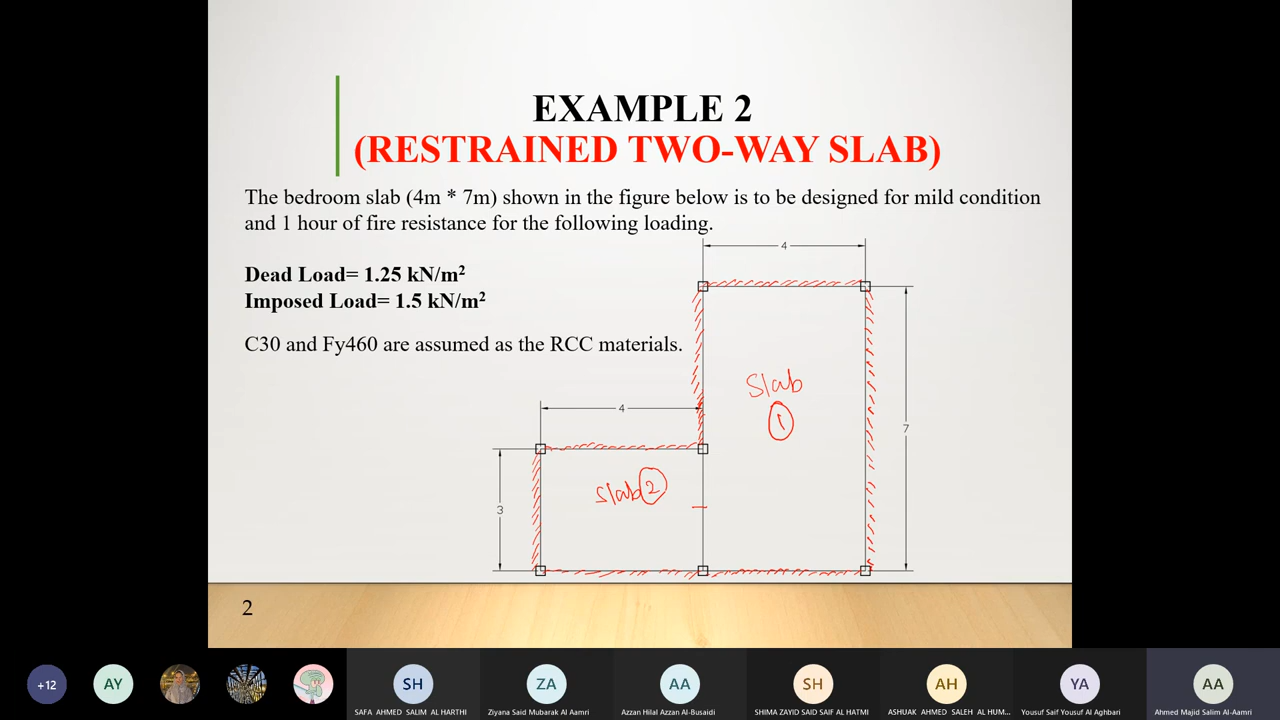 EXAMPLE 2
(RESTRAINED TWO-WAY SLAB)
The bedroom slab (4m * 7m) shown in the figure below is to be designed for mild condition
and 1 hour of fire resistance for the following loading.
Dead Load= 1.25 kN/m²
Imposed Load= 1.5 kN/m²
C30 and Fy460 are assumed as the RCC materials.
4
Slab
1
4
7
Slab 2
3
2
+12
AY
SH
ZA
AA
SH
AH
YA
AA
SAFA AHMED SALIM AL HARTHI
Ziyana Said Mubarak Al Aamri
Azzan Hilal Azzan Al-Busaidi
SHIMA ZAYID SAID SAIF AL HATMI
ASHUAK AHMED SALEH AL HUM...
Yousuf Saif Yousuf Al Aghbari
Ahmed Majid Salim Al-Aamri